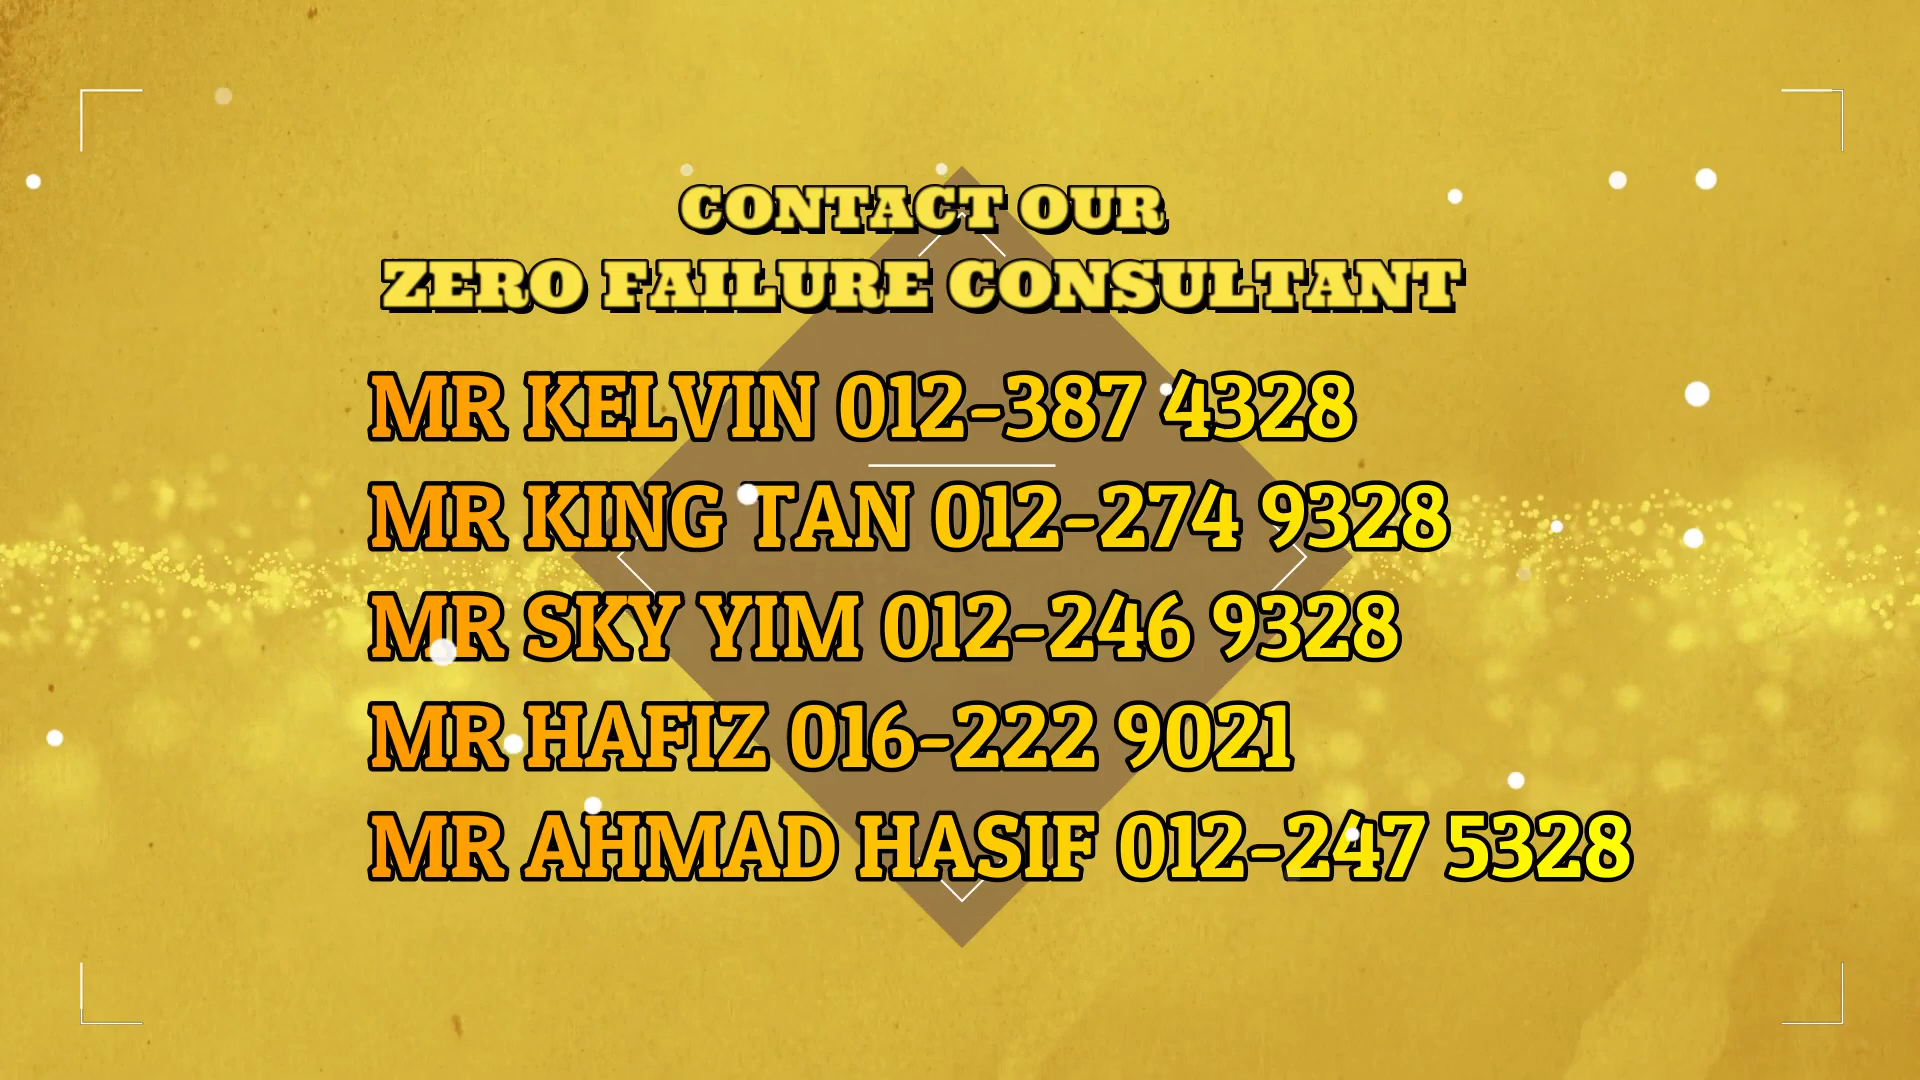 CONTACT OUR
ZERO FAILURE CONSULTANT
MR KELVIN 012-387 4328
MR KING TAN 012-274 9328
MR SKY YIM 012-246 9328
MR HAFIZ 016-222 9021
MR AHMAD HASIF 012-247 5328